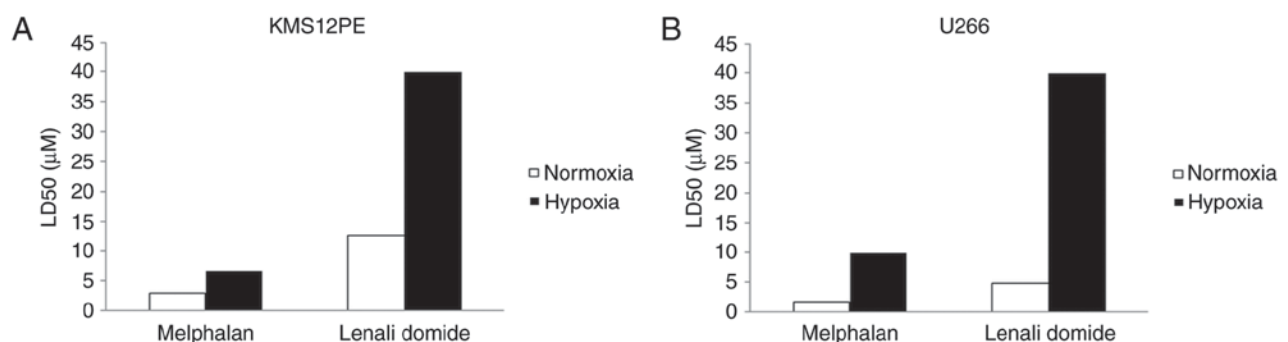 A
KMS12PE
45
40
35
30
25
20
15
10
5
0
LD50 (μM)
Melphalan
Lenali domide
Normoxia
Hypoxia
B
U266
45
40
35
30
25
20
15
10
5
0
LD50 (μM)
Melphalan
Lenali domide
Normoxia
Hypoxia